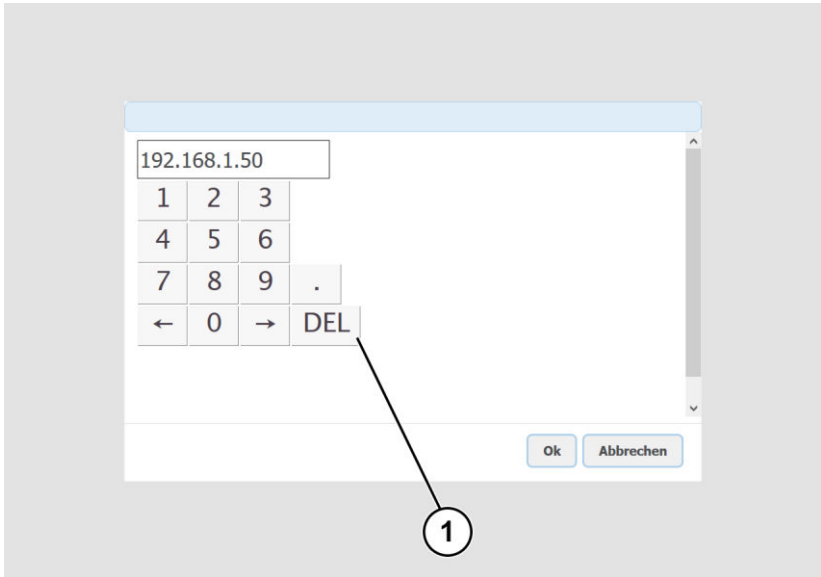 192.168.1.50
1 2 3
4 5 6
7 8 9 .
← 0 → DEL
Ok Abbrechen
1